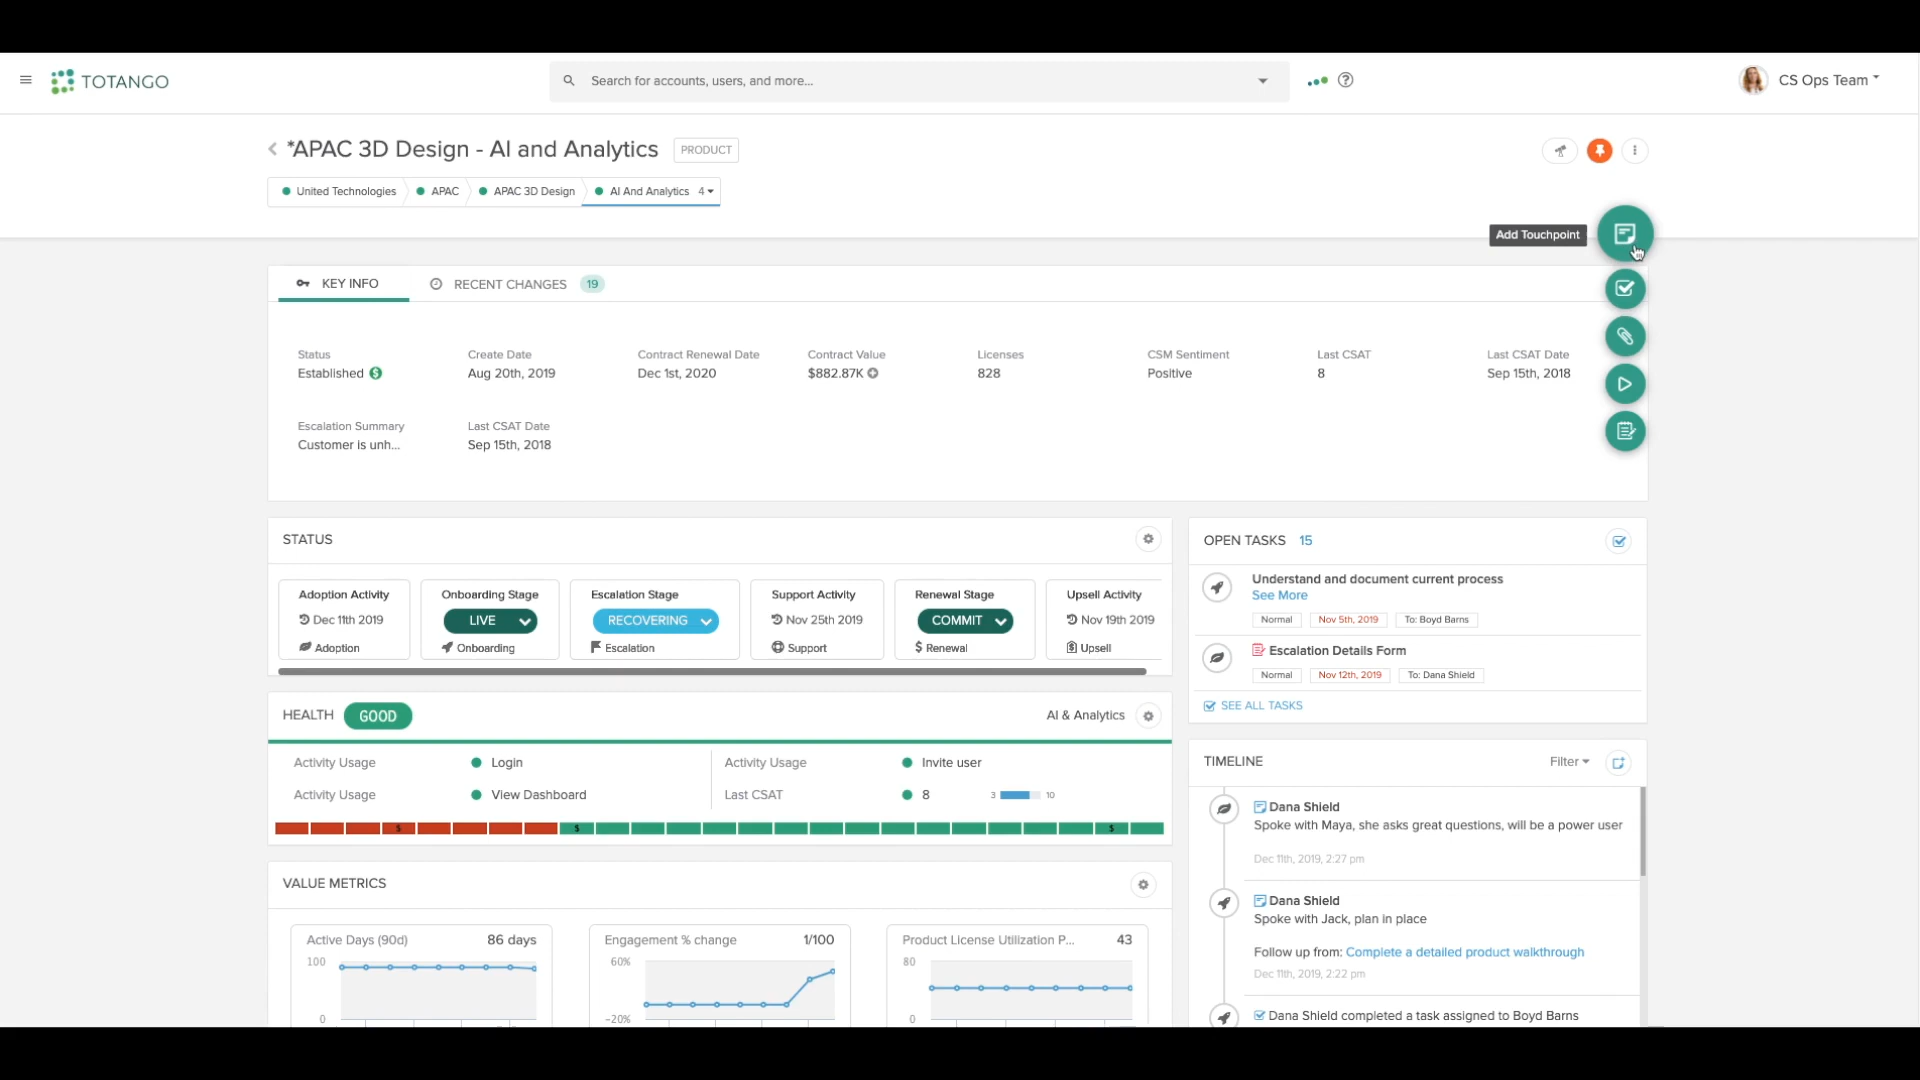 TOTANGO
Search for accounts, users, and more...
CS Ops Team
*APAC 3D Design - AI and Analytics PRODUCT
United Technologies APAC APAC 3D Design AI And Analytics 4
Add Touchpoint
KEY INFO RECENT CHANGES 19
Status Create Date Contract Renewal Date Contract Value Licenses CSM Sentiment Last CSAT Last CSAT Date
Established Aug 20th, 2019 Dec 1st, 2020 $882.87K 828 Positive 8 Sep 15th, 2018
Escalation Summary Last CSAT Date
Customer is unh... Sep 15th, 2018
STATUS
Adoption Activity Onboarding Stage Escalation Stage Support Activity Renewal Stage Upsell Activity
Dec 11th 2019 LIVE RECOVERING Nov 25th 2019 COMMIT Nov 19th 2019
Adoption Onboarding Escalation Support $ Renewal Upsell
OPEN TASKS 15
Understand and document current process
See More
Normal Nov 5th, 2019 To: Boyd Barns
Escalation Details Form
Normal Nov 12th, 2019 To: Dana Shield
SEE ALL TASKS
HEALTH GOOD AI & Analytics
Activity Usage Login Activity Usage Invite user
Activity Usage View Dashboard Last CSAT 8 3 10
$ $ $
TIMELINE Filter
Dana Shield
Spoke with Maya, she asks great questions, will be a power user
Dec 11th, 2019, 2:27 pm
Dana Shield
Spoke with Jack, plan in place
Follow up from: Complete a detailed product walkthrough
Dec 11th, 2019, 2:22 pm
Dana Shield completed a task assigned to Boyd Barns
VALUE METRICS
Active Days (90d) 86 days Engagement % change 1/100 Product License Utilization P... 43
100 60% 80
0 -20% 0